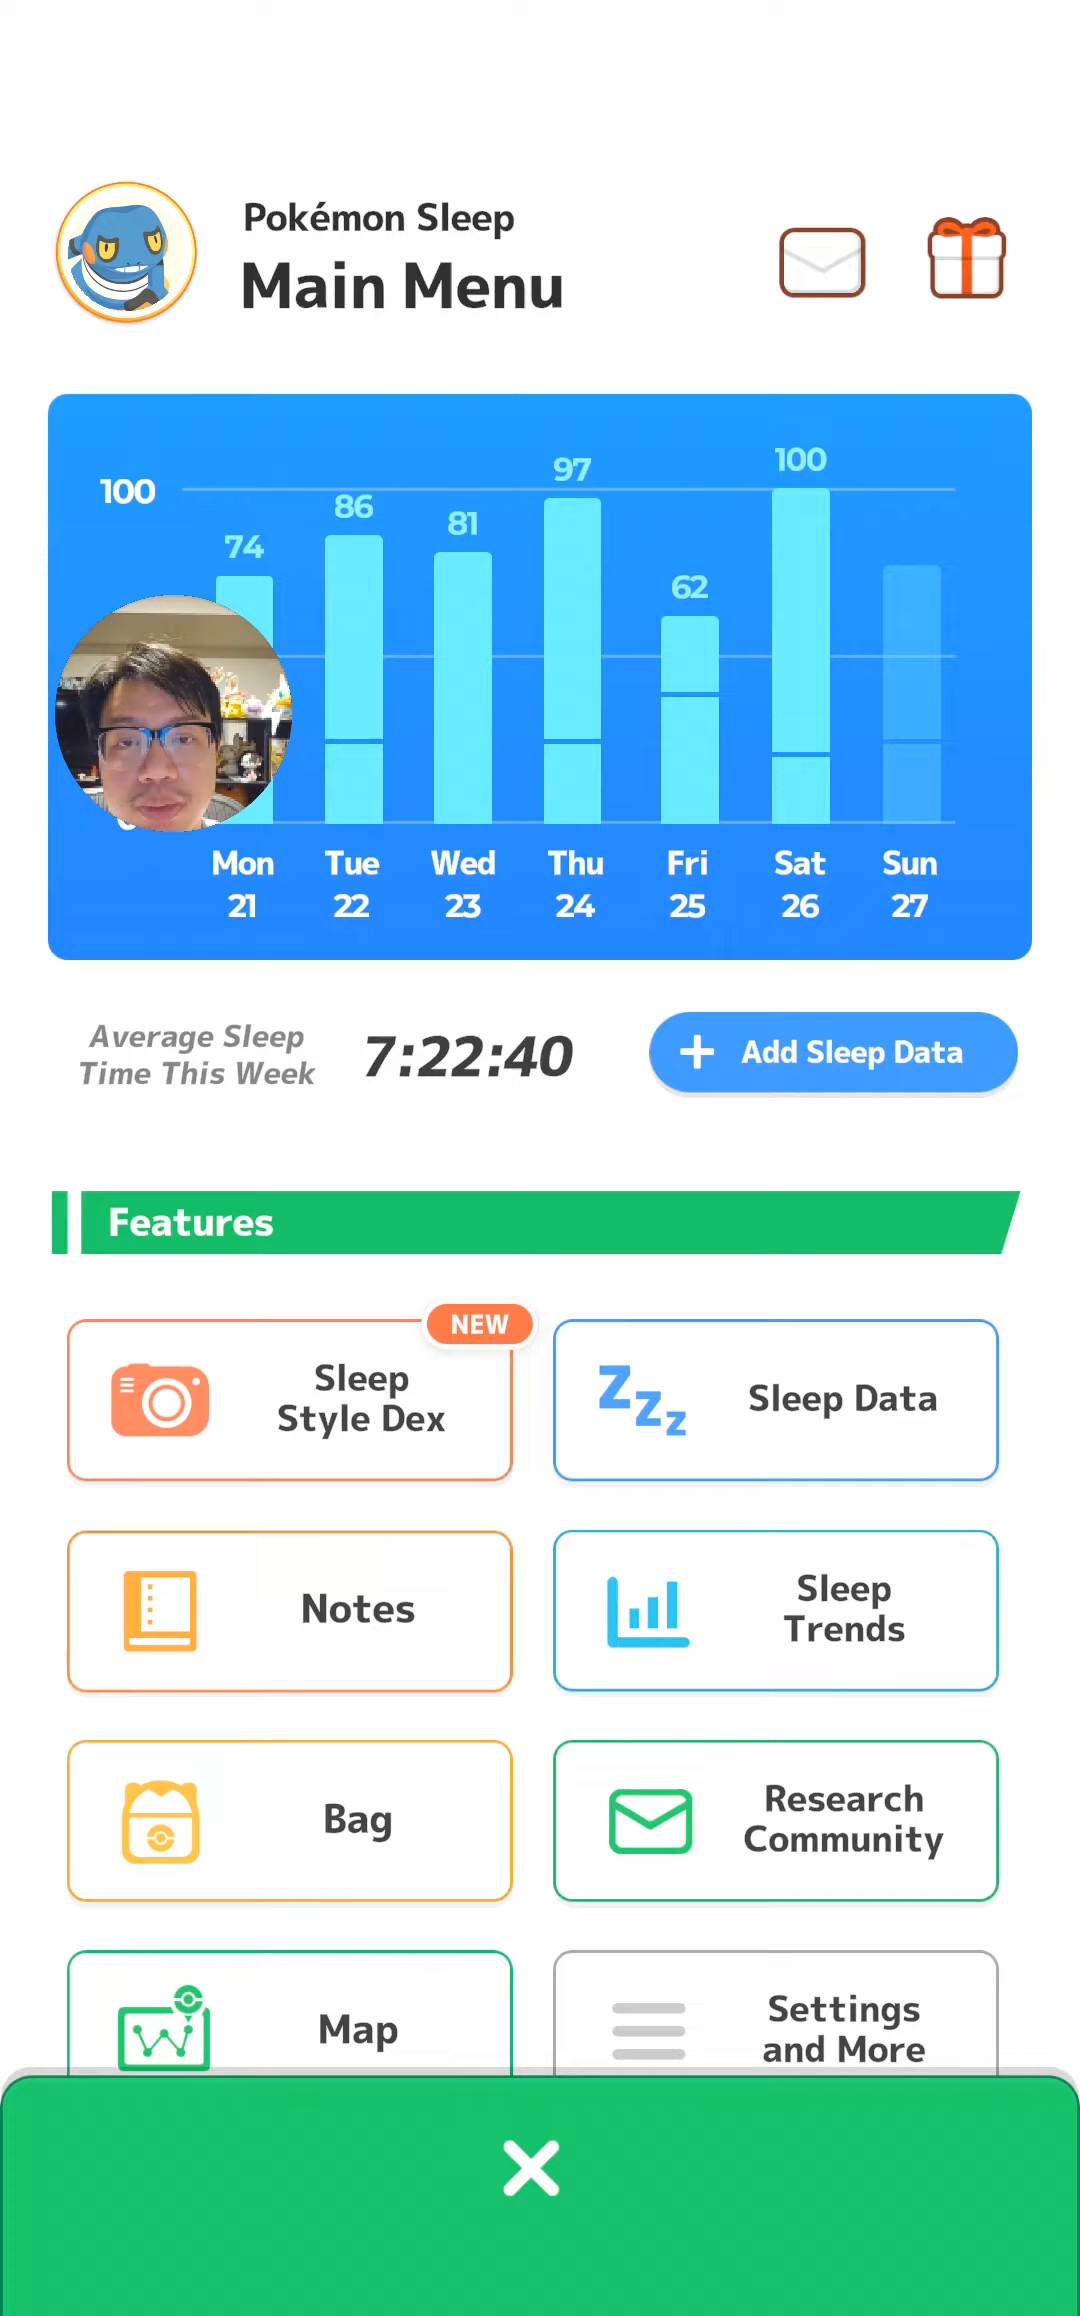 Pokémon Sleep
Main Menu
100
74
86
81
97
62
100
Mon
21
Tue
22
Wed
23
Thu
24
Fri
25
Sat
26
Sun
27
Average Sleep
Time This Week
7:22:40
+ Add Sleep Data
Features
NEW
Sleep
Style Dex
Zzz
Sleep Data
Notes
Sleep
Trends
Bag
Research
Community
Map
Settings
and More